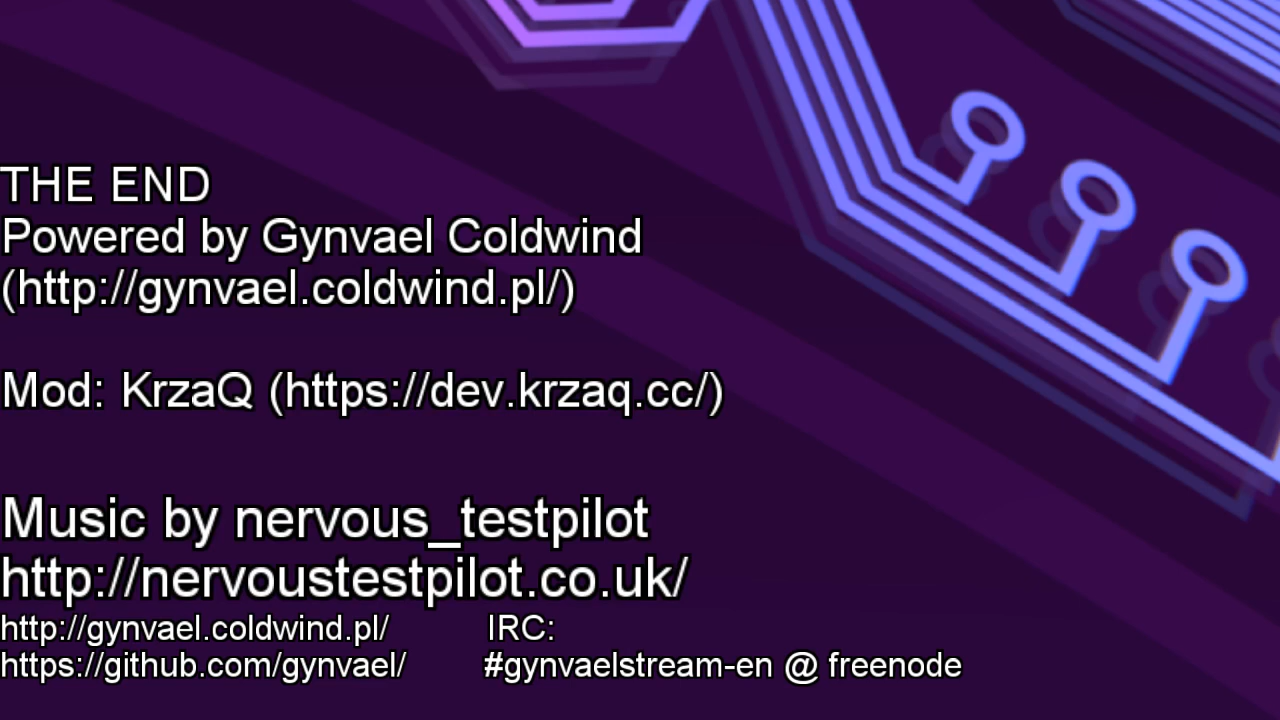 THE END
Powered by Gynvael Coldwind
(http://gynvael.coldwind.pl/)
Mod: KrzaQ (https://dev.krzaq.cc/)
Music by nervous_testpilot
http://nervoustestpilot.co.uk/
http://gynvael.coldwind.pl/ IRC:
https://github.com/gynvael/ #gynvaelstream-en @ freenode